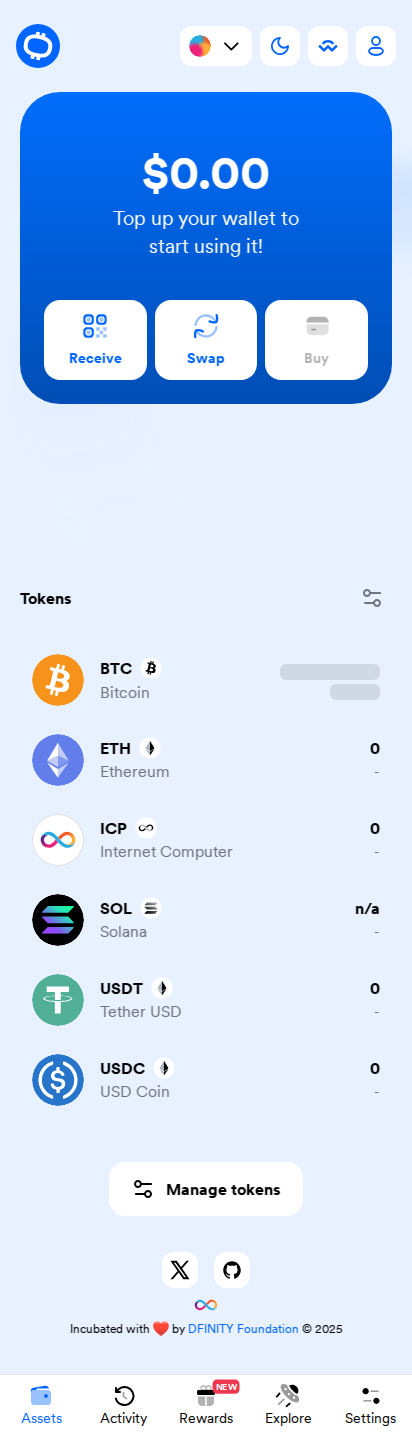 $0.00
Top up your wallet to
start using it!
Receive
Swap
Buy
Tokens
BTC
Bitcoin
ETH
0
Ethereum
-
ICP
0
Internet Computer
-
SOL
n/a
Solana
-
USDT
0
Tether USD
-
USDC
0
USD Coin
-
Manage tokens
Incubated with ❤️ by DFINITY Foundation © 2025
NEW
Assets
Activity
Rewards
Explore
Settings